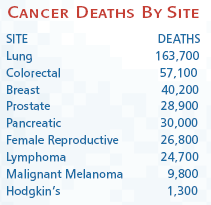 CANCER DEATHS BY SITE
SITE DEATHS
Lung 163,700
Colorectal 57,100
Breast 40,200
Prostate 28,900
Pancreatic 30,000
Female Reproductive 26,800
Lymphoma 24,700
Malignant Melanoma 9,800
Hodgkin's 1,300